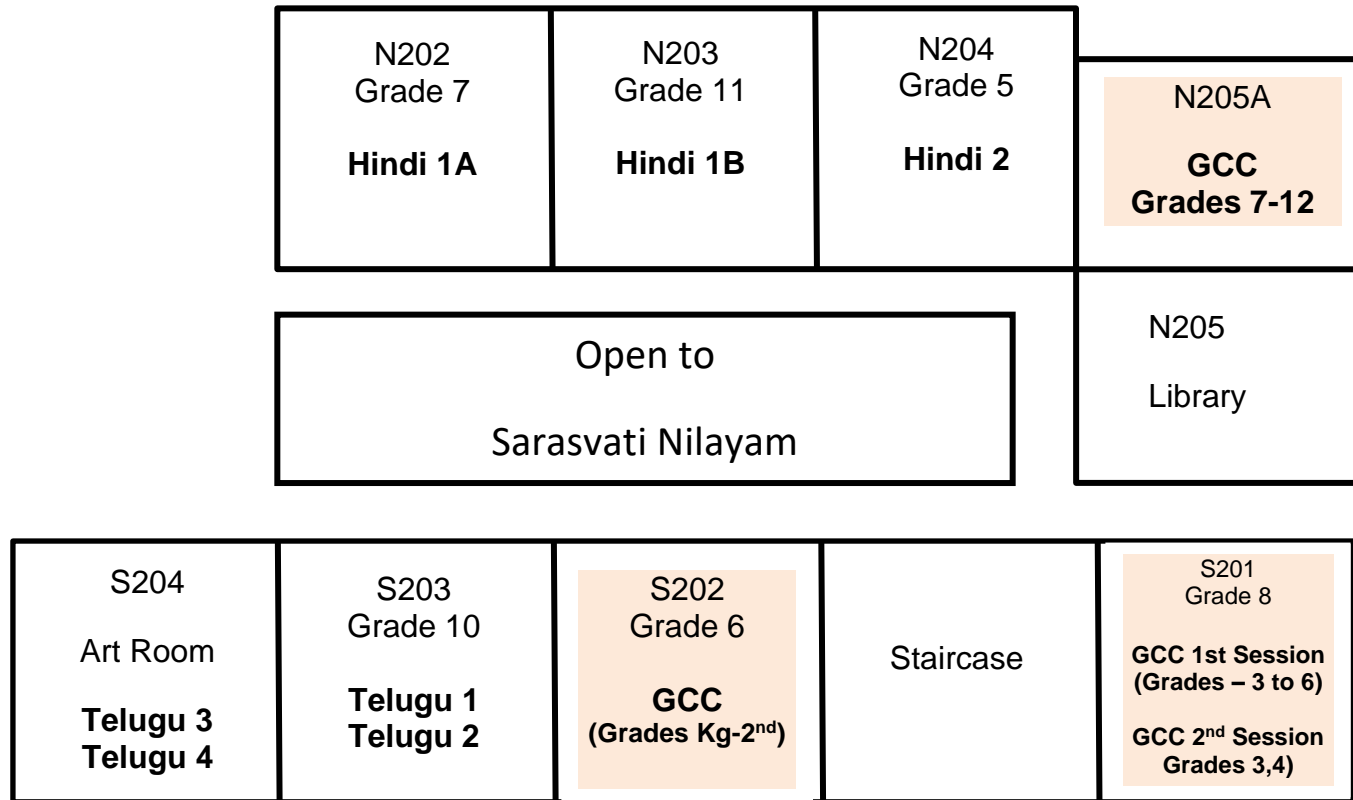 N202
Grade 7
Hindi 1A
N203
Grade 11
Hindi 1B
N204
Grade 5
Hindi 2
N205A
GCC
Grades 7-12
Open to
Sarasvati Nilayam
N205
Library
S204
Art Room
Telugu 3
Telugu 4
S203
Grade 10
Telugu 1
Telugu 2
S202
Grade 6
GCC
(Grades Kg-2nd)
Staircase
S201
Grade 8
GCC 1st Session
(Grades – 3 to 6)
GCC 2nd Session
Grades 3,4)